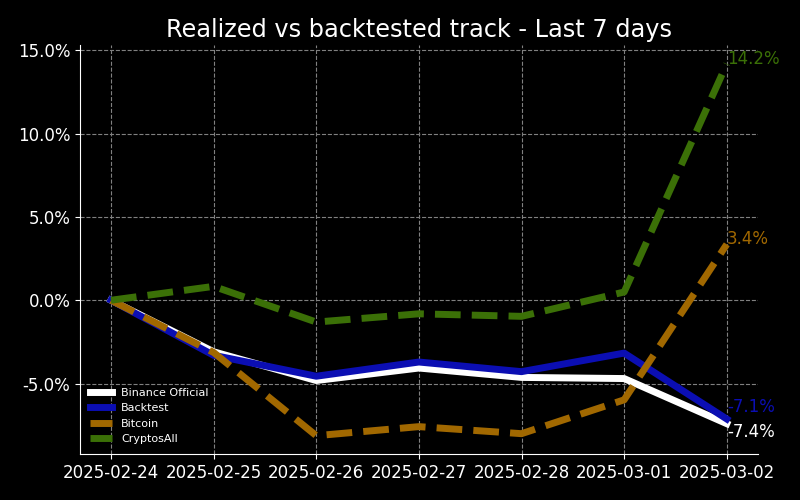 Realized vs backtested track - Last 7 days
15.0%
10.0%
5.0%
0.0%
-5.0%
14.2%
3.4%
-7.1%
-7.4%
Binance Official
Backtest
Bitcoin
CryptosAll
2025-02-24 2025-02-25 2025-02-26 2025-02-27 2025-02-28 2025-03-01 2025-03-02